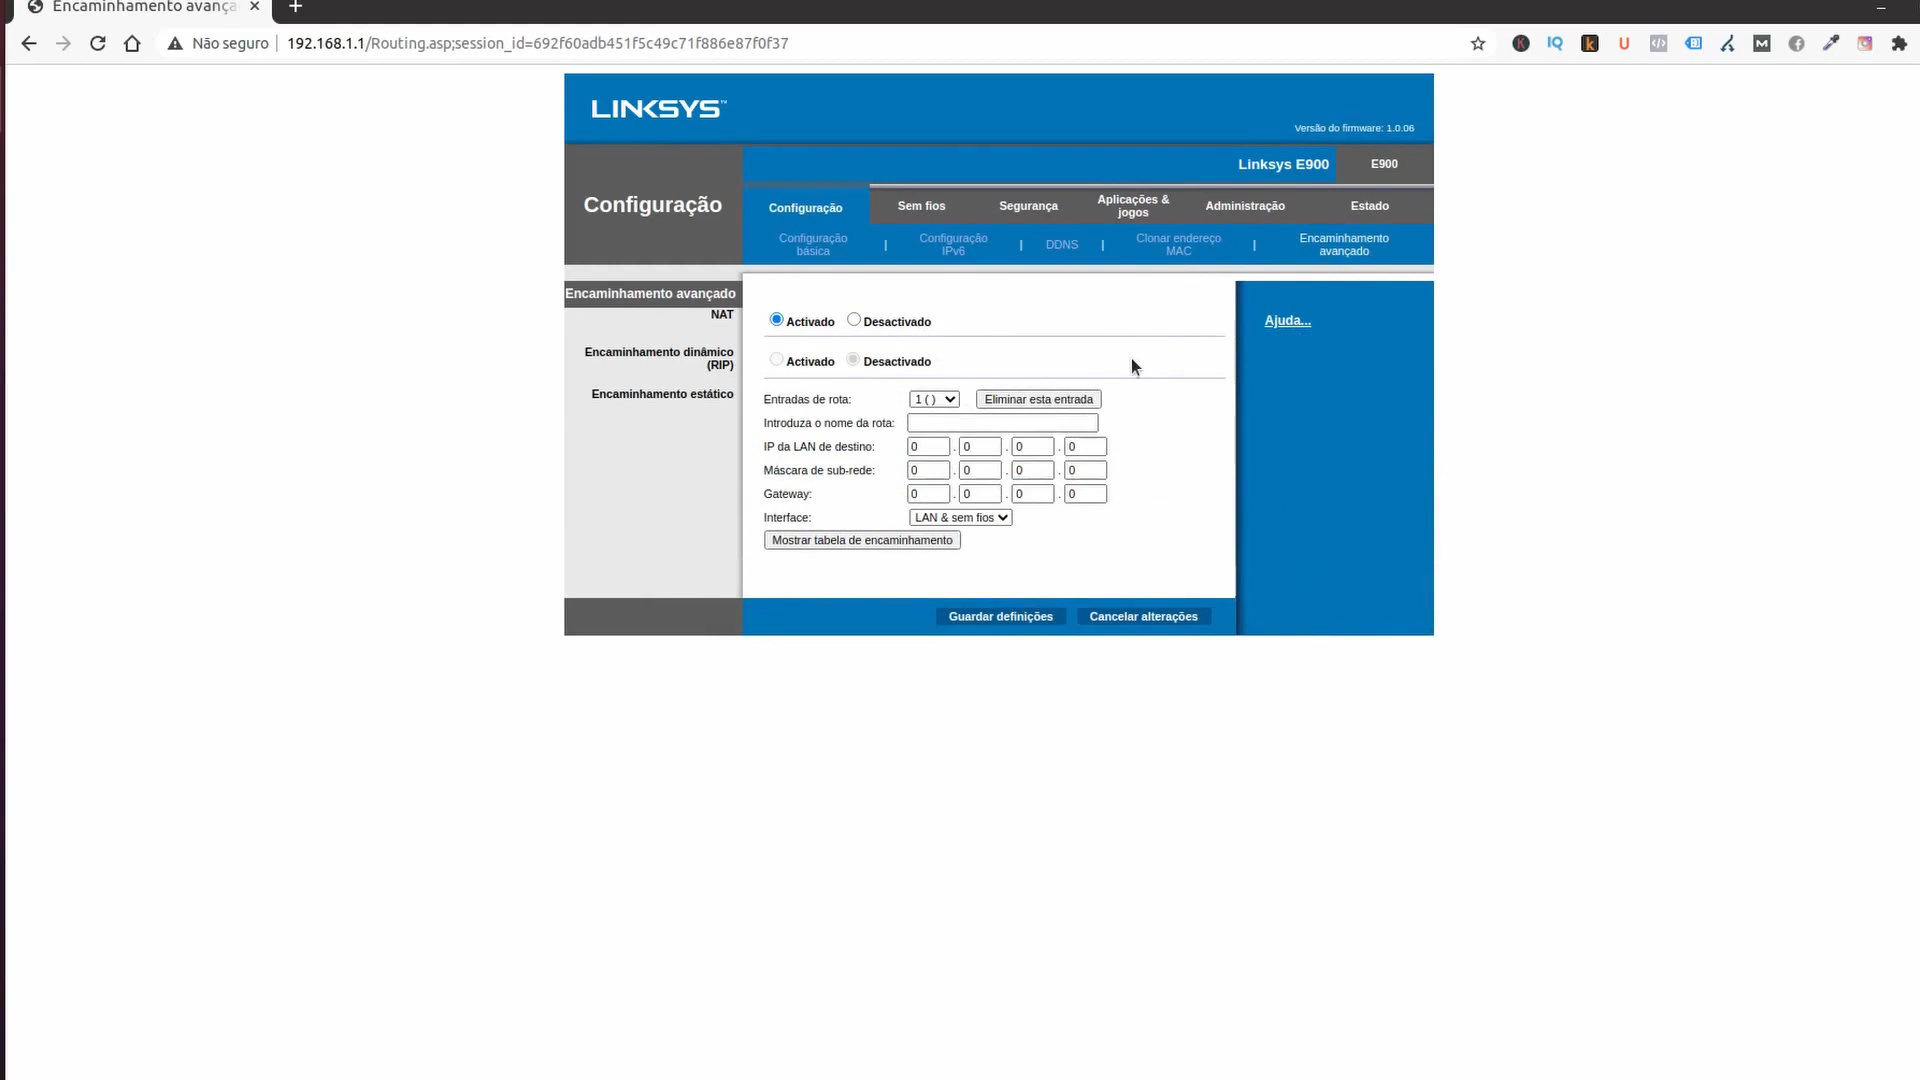 Encaminhamento avança
Não seguro
192.168.1.1/Routing.asp;session_id=692f60adb451f5c49c71f886e87f0f37
LINKSYS™
Versão do firmware: 1.0.06
Linksys E900
E900
Configuração
Configuração
Sem fios
Segurança
Aplicações &
jogos
Administração
Estado
Configuração
básica
|
Configuração
IPv6
|
DDNS
|
Clonar endereço
MAC
|
Encaminhamento
avançado
Encaminhamento avançado
NAT
Activado
Desactivado
Ajuda...
Encaminhamento dinâmico
(RIP)
Activado
Desactivado
Encaminhamento estático
Entradas de rota:
1 ( )
Eliminar esta entrada
Introduza o nome da rota:
IP da LAN de destino:
0 . 0 . 0 . 0
Máscara de sub-rede:
0 . 0 . 0 . 0
Gateway:
0 . 0 . 0 . 0
Interface:
LAN & sem fios
Mostrar tabela de encaminhamento
Guardar definições
Cancelar alterações